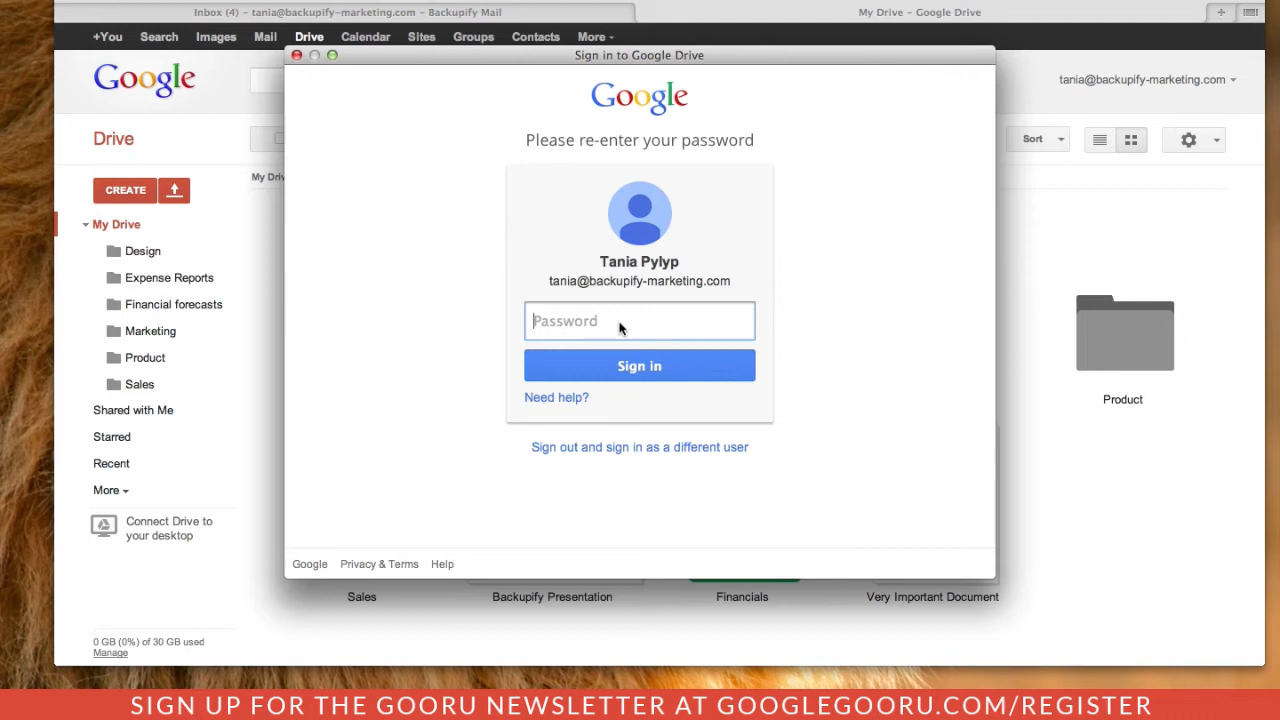 Inbox (4) – tania@backupify-marketing.com – Backupify Mail
My Drive – Google Drive
+You Search Images Mail Drive Calendar Sites Groups Contacts More
Sign in to Google Drive
Google
tania@backupify-marketing.com
Google
Please re-enter your password
Drive
Sort
CREATE
My Driv
My Drive
Design
Expense Reports
Financial forecasts
Marketing
Product
Sales
Shared with Me
Starred
Recent
More
Connect Drive to
your desktop
Tania Pylyp
tania@backupify-marketing.com
Password
Sign in
Need help?
Sign out and sign in as a different user
Product
Google Privacy & Terms Help
Sales
Backupify Presentation
Financials
Very Important Document
0 GB (0%) of 30 GB used
Manage
SIGN UP FOR THE GOORU NEWSLETTER AT GOOGLEGOORU.COM/REGISTER